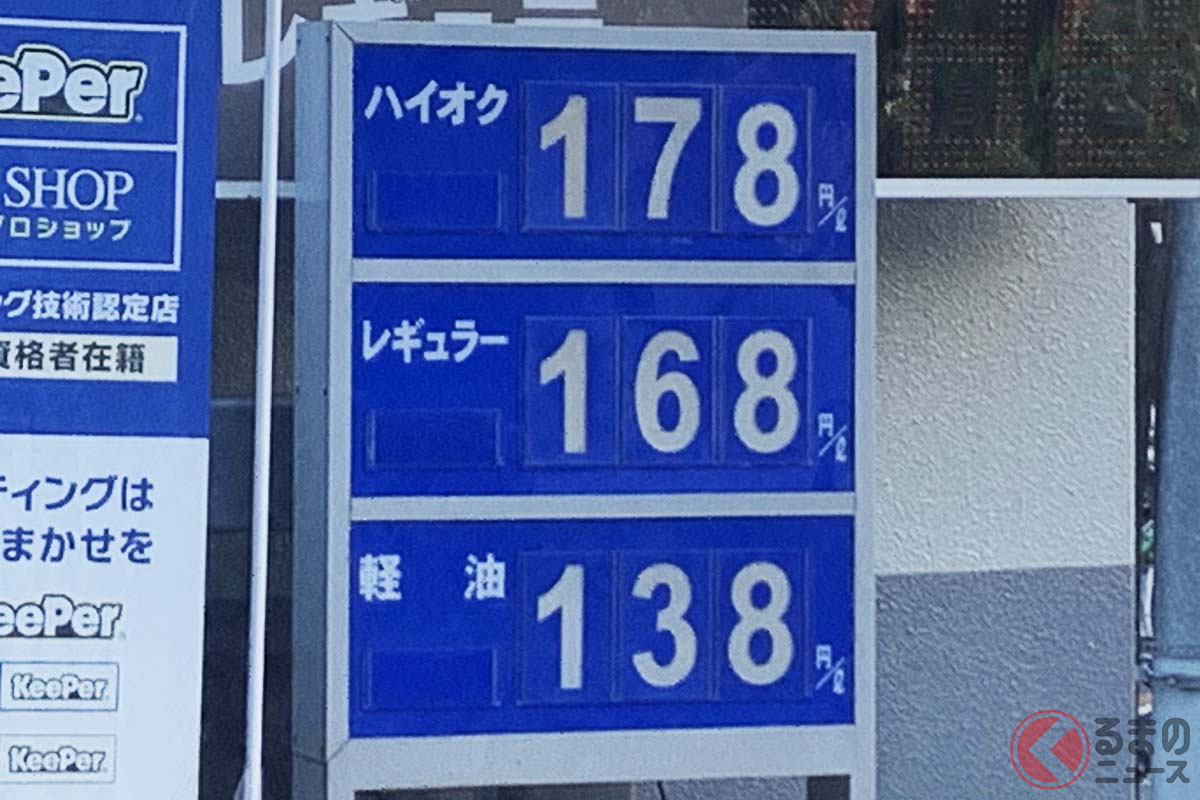 eePer
SHOP
プロショップ
ング技術認定店
資格者在籍
ティングは
まかせを
eePer
KeePer
KeePer
ハイオク
178
円/ℓ
レギュラー
168
円/ℓ
軽油
138
円/ℓ
くるまの
ニュース